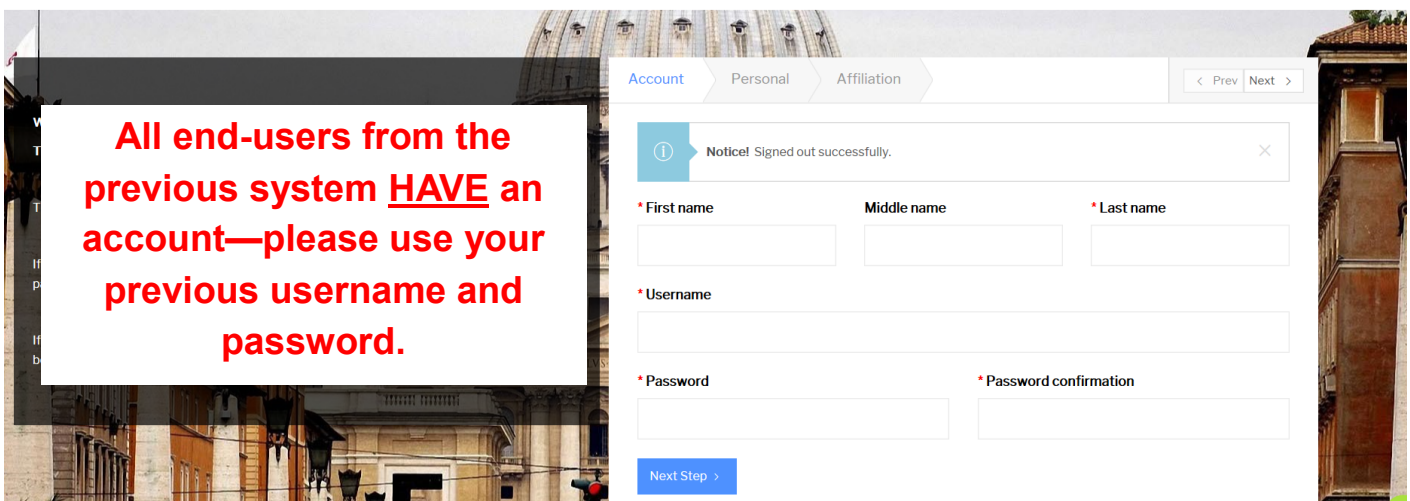 All end-users from the
previous system HAVE an
account—please use your
previous username and
password.
Account Personal Affiliation
< Prev Next >
Notice! Signed out successfully.
* First name Middle name * Last name
* Username
* Password * Password confirmation
Next Step >